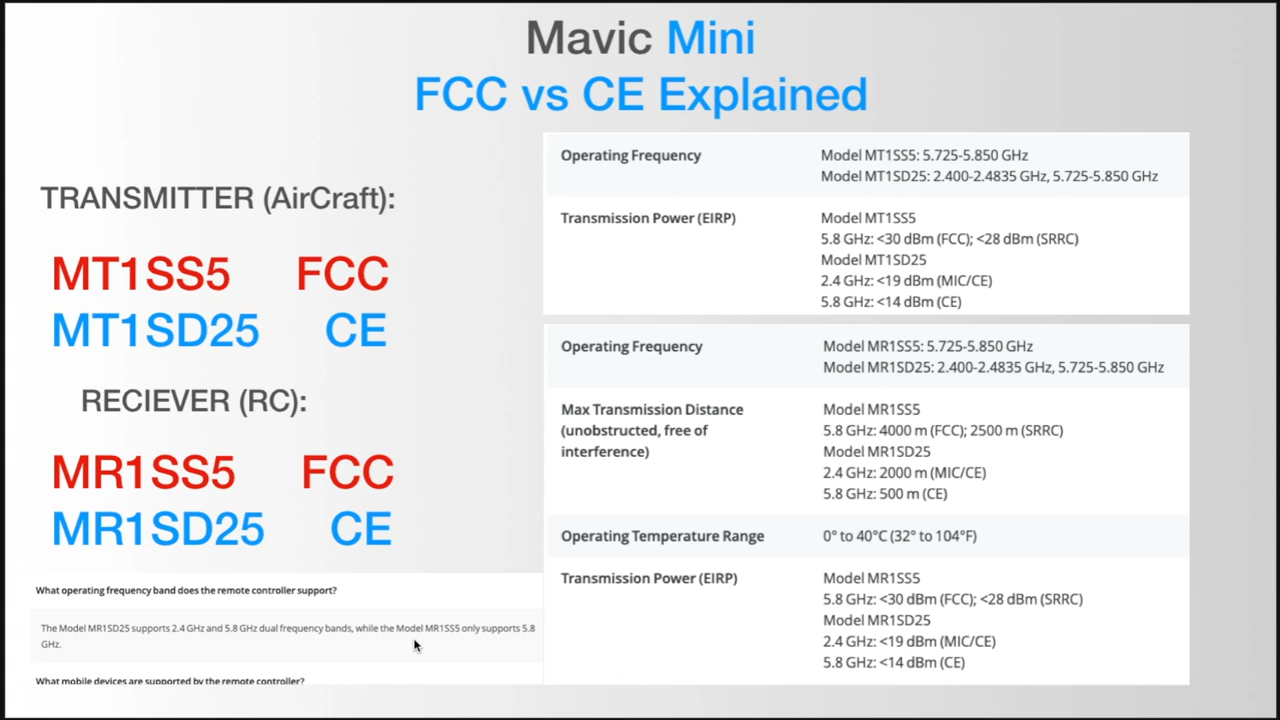 Mavic Mini
FCC vs CE Explained
TRANSMITTER (AirCraft):
MT1SS5 FCC
MT1SD25 CE
RECIEVER (RC):
MR1SS5 FCC
MR1SD25 CE
What operating frequency band does the remote controller support?
The Model MR1SD25 supports 2.4 GHz and 5.8 GHz dual frequency bands, while the Model MR1SS5 only supports 5.8
GHz.
What mobile devices are supported by the remote controller?
Operating Frequency
Model MT1SS5: 5.725-5.850 GHz
Model MT1SD25: 2.400-2.4835 GHz, 5.725-5.850 GHz
Transmission Power (EIRP)
Model MT1SS5
5.8 GHz: <30 dBm (FCC); <28 dBm (SRRC)
Model MT1SD25
2.4 GHz: <19 dBm (MIC/CE)
5.8 GHz: <14 dBm (CE)
Operating Frequency
Model MR1SS5: 5.725-5.850 GHz
Model MR1SD25: 2.400-2.4835 GHz, 5.725-5.850 GHz
Max Transmission Distance
(unobstructed, free of
interference)
Model MR1SS5
5.8 GHz: 4000 m (FCC); 2500 m (SRRC)
Model MR1SD25
2.4 GHz: 2000 m (MIC/CE)
5.8 GHz: 500 m (CE)
Operating Temperature Range
0° to 40°C (32° to 104°F)
Transmission Power (EIRP)
Model MR1SS5
5.8 GHz: <30 dBm (FCC); <28 dBm (SRRC)
Model MR1SD25
2.4 GHz: <19 dBm (MIC/CE)
5.8 GHz: <14 dBm (CE)